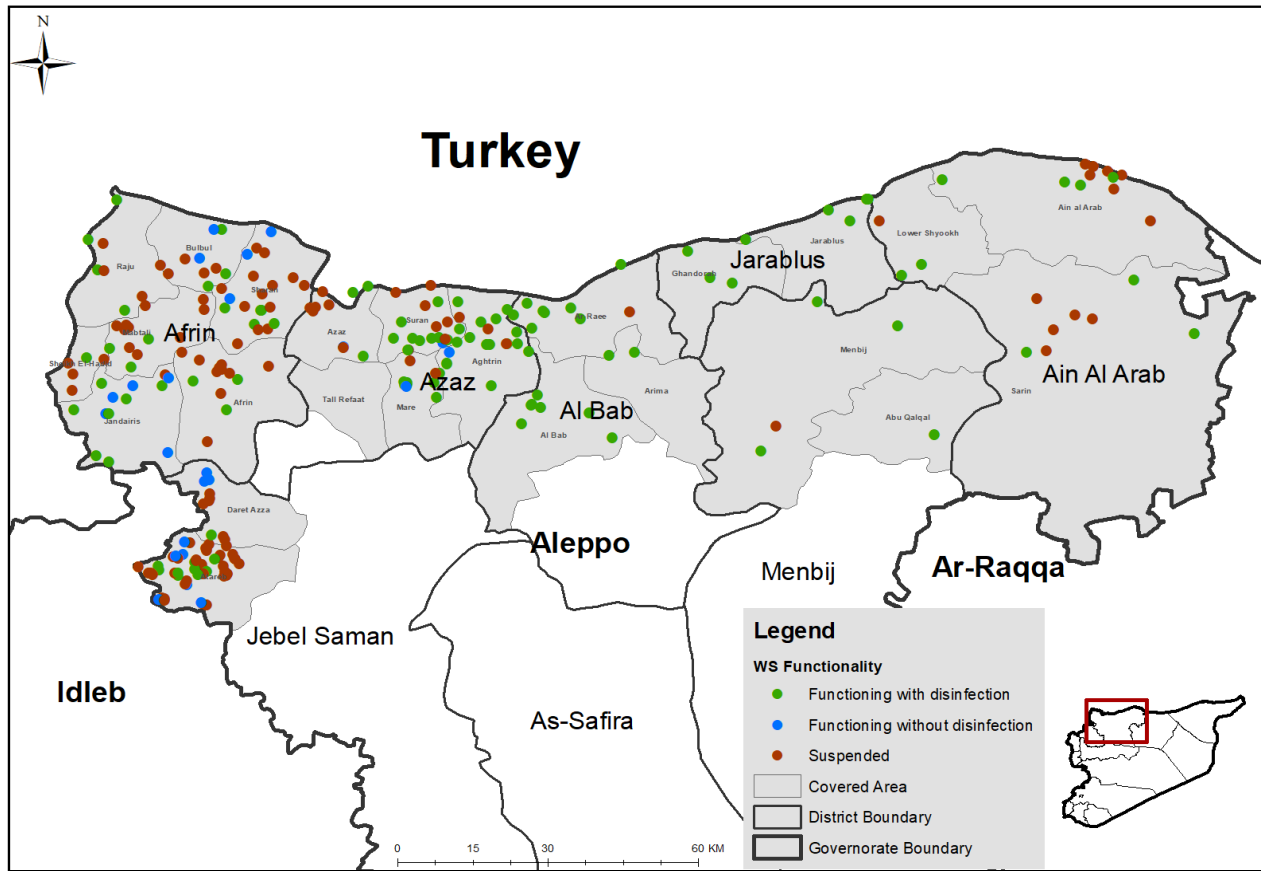 N
Turkey
Bulbul
Raju
Sharan
Afrin
Sheikh El-Hadid
Jandairis
Afrin
Azaz
Suran
Aghtrin
Azaz
Tall Refaat
Mare
Al Bab
Al Bab
Arima
Ar-Raee
Ghandorah
Jarablus
Jarablus
Lower Shyookh
Ain al Arab
Menbij
Abu Qalqal
Sarin
Ain Al Arab
Daret Azza
Aleppo
Menbij
Ar-Raqqa
Jebel Saman
Idleb
As-Safira
Legend
WS Functionality
Functioning with disinfection
Functioning without disinfection
Suspended
Covered Area
District Boundary
Governorate Boundary
0 15 30 60 KM